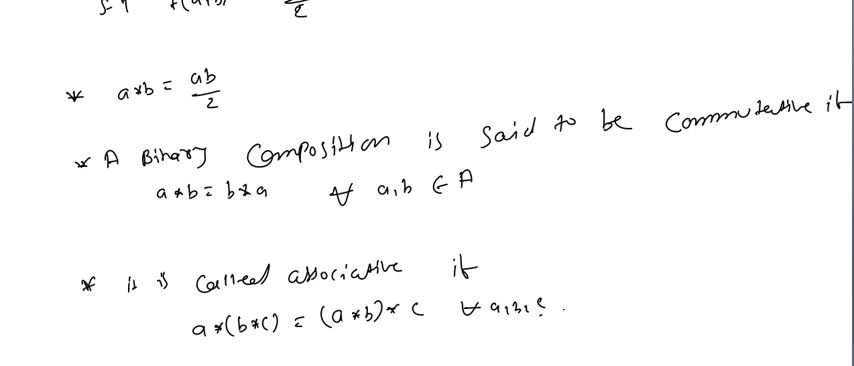 * a*b = ab/2
* A Binary Composition is said to be Commutative if
a*b = b*a ∀ a,b ∈ A
* it is called associative if
a*(b*c) = (a*b)*c ∀ a,b,c.